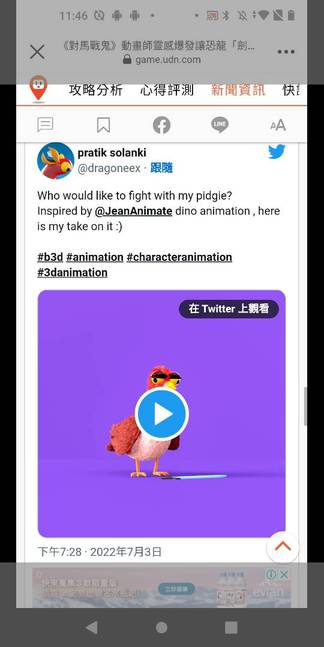 11:46
《對馬戰鬼》動畫師靈感爆發讓恐龍「劍...
game.udn.com
攻略分析 心得評測 新聞資訊 快訊
LINE
AA
pratik solanki
@dragoneex · 跟隨
Who would like to fight with my pidgie?
Inspired by @JeanAnimate dino animation , here
is my take on it :)
#b3d #animation #characteranimation
#3danimation
在 Twitter 上觀看
下午7:28 · 2022年7月3日
evian